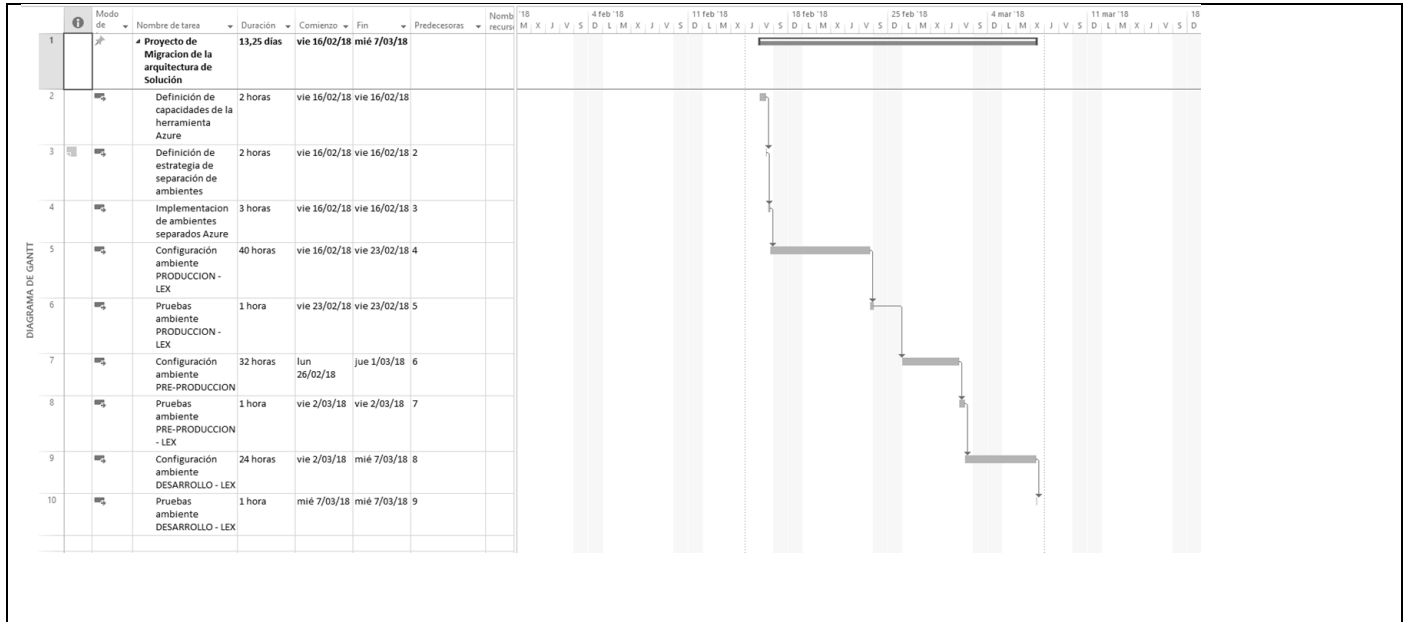 Modo de
Nombre de tarea
Duración
Comienzo
Fin
Predecesoras
Nomb recurs
'18
4 feb '18
11 feb '18
18 feb '18
25 feb '18
4 mar '18
11 mar '18
18
M X J V S D L M X J V S D L M X J V S D L M X J V S D L M X J V S D L M X J V S D L M X J V S D
DIAGRAMA DE GANTT
1 Proyecto de 13,25 días vie 16/02/18 mié 7/03/18
Migracion de la
arquitectura de
Solución
2 Definición de 2 horas vie 16/02/18 vie 16/02/18
capacidades de la
herramienta
Azure
3 Definición de 2 horas vie 16/02/18 vie 16/02/18 2
estrategia de
separación de
ambientes
4 Implementacion 3 horas vie 16/02/18 vie 16/02/18 3
de ambientes
separados Azure
5 Configuración 40 horas vie 16/02/18 vie 23/02/18 4
ambiente
PRODUCCION -
LEX
6 Pruebas 1 hora vie 23/02/18 vie 23/02/18 5
ambiente
PRODUCCION -
LEX
7 Configuración 32 horas lun jue 1/03/18 6
ambiente 26/02/18
PRE-PRODUCCION
8 Pruebas 1 hora vie 2/03/18 vie 2/03/18 7
ambiente
PRE-PRODUCCION
- LEX
9 Configuración 24 horas vie 2/03/18 mié 7/03/18 8
ambiente
DESARROLLO - LEX
10 Pruebas 1 hora mié 7/03/18 mié 7/03/18 9
ambiente
DESARROLLO - LEX